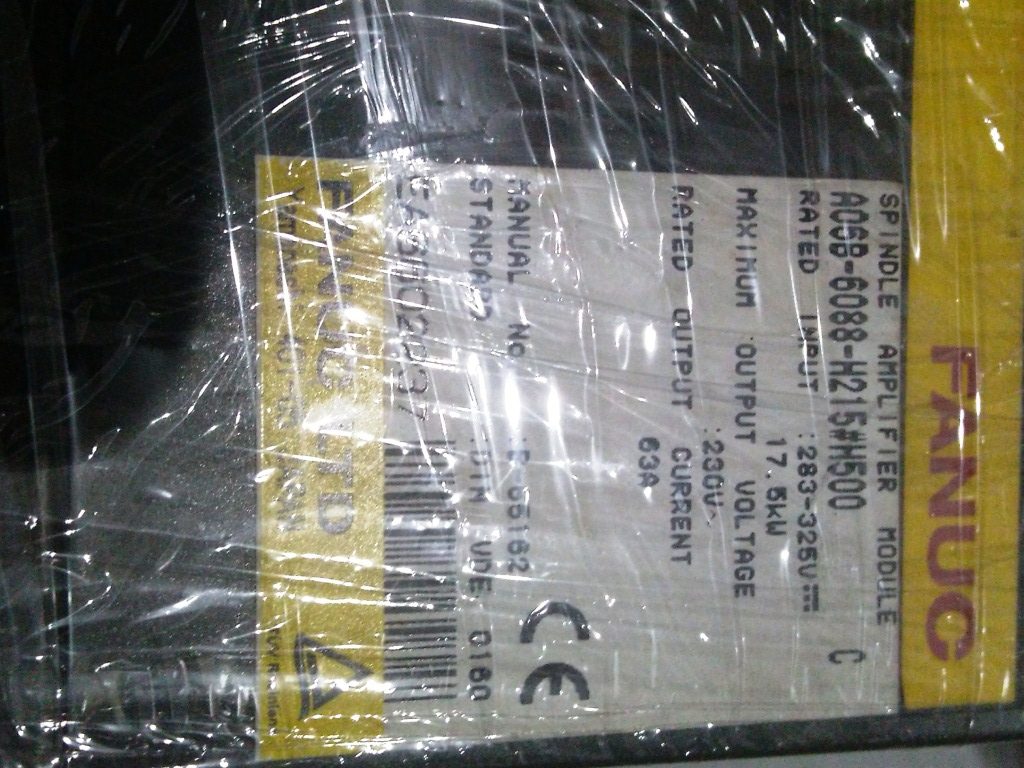 FANUC
SPINDLE AMPLIFIER MODULE
A06B-6088-H215#H500 C
RATED INPUT :283-325V
17.5kW
MAXIMUM OUTPUT VOLTAGE
:230V~
RATED OUTPUT CURRENT
63A
MANUAL No.
STANDARD :DIN VDE 0160
CE
FANUC LTD